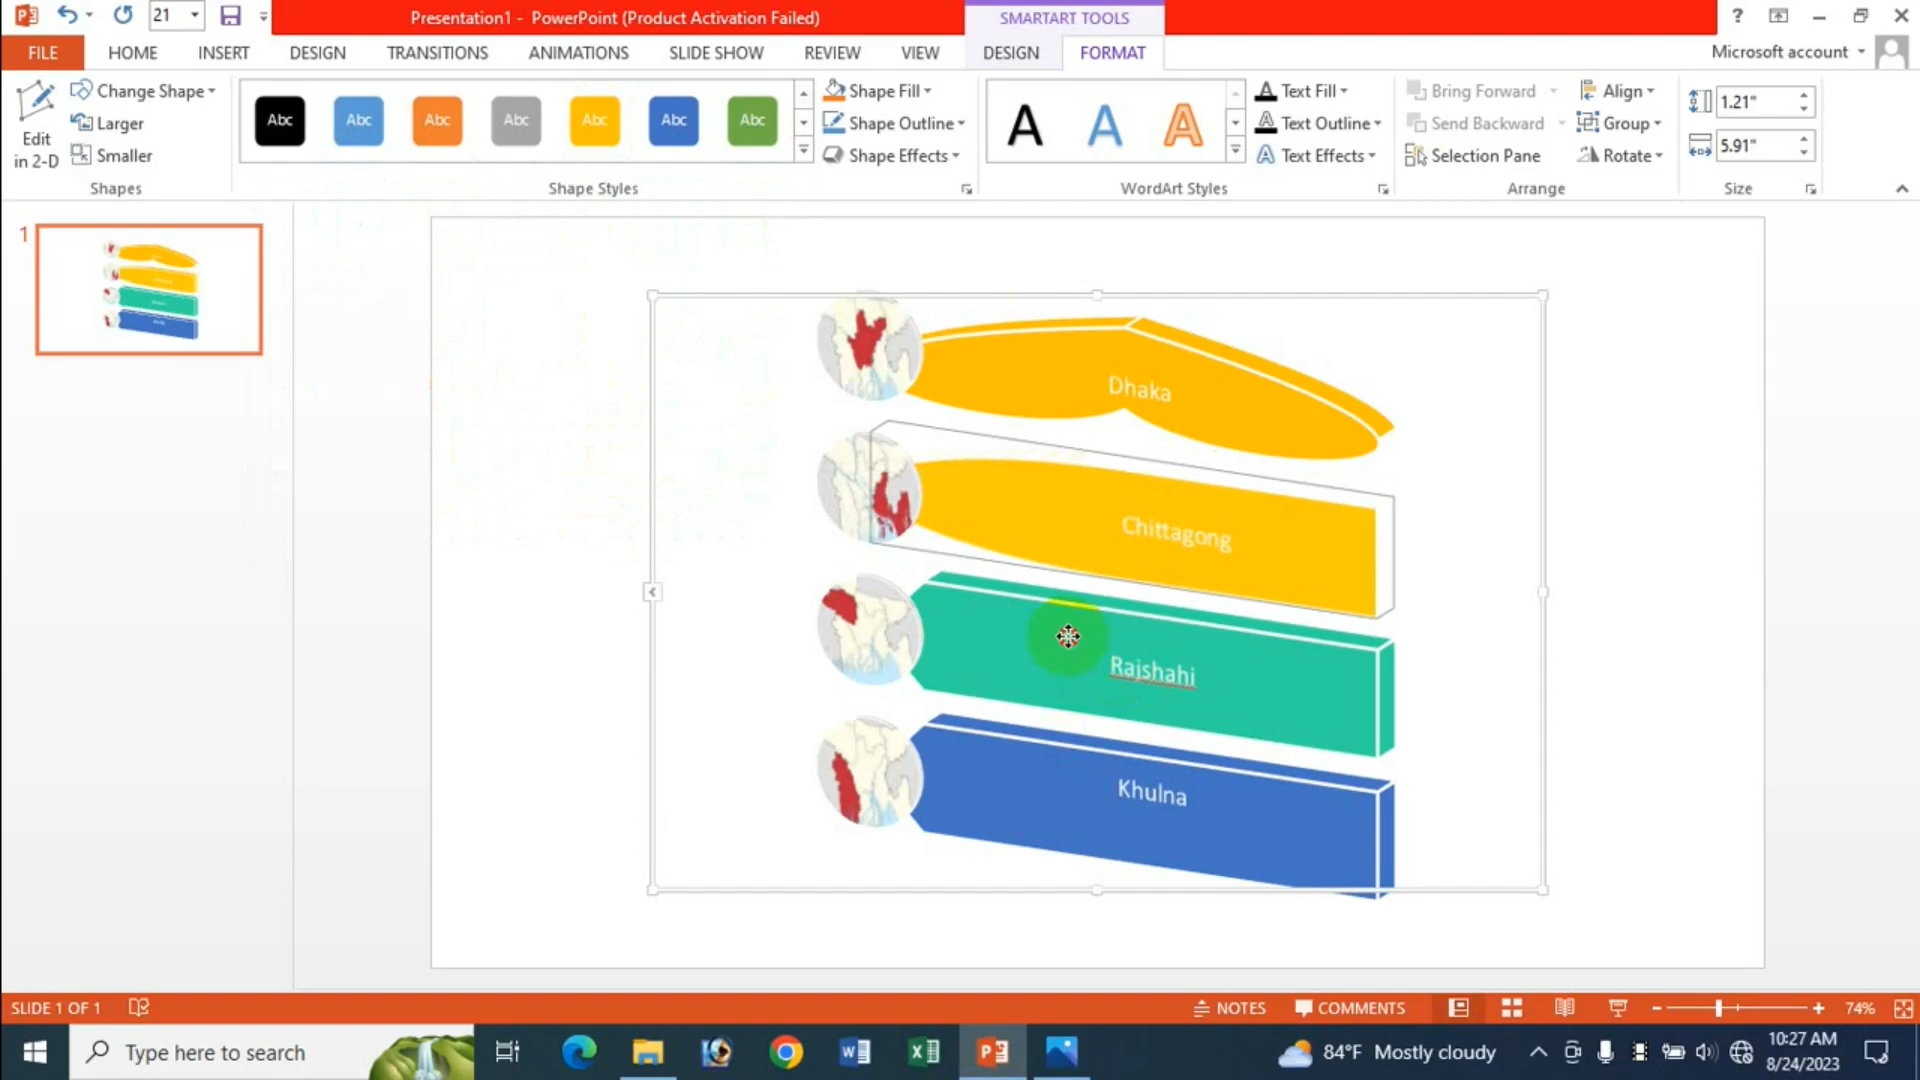 21
Presentation1 - PowerPoint (Product Activation Failed)
SMARTART TOOLS
?
FILE
HOME
INSERT
DESIGN
TRANSITIONS
ANIMATIONS
SLIDE SHOW
REVIEW
VIEW
DESIGN
FORMAT
Microsoft account
Edit
in 2-D
Change Shape
Larger
Smaller
Shapes
Abc
Abc
Abc
Abc
Abc
Abc
Abc
Shape Fill
Shape Outline
Shape Effects
Shape Styles
A
A
A
Text Fill
Text Outline
Text Effects
WordArt Styles
Bring Forward
Send Backward
Selection Pane
Align
Group
Rotate
Arrange
1.21"
5.91"
Size
1
Dhaka
Chittagong
Rajshahi
Khulna
SLIDE 1 OF 1
NOTES
COMMENTS
74%
Type here to search
84°F Mostly cloudy
10:27 AM
8/24/2023